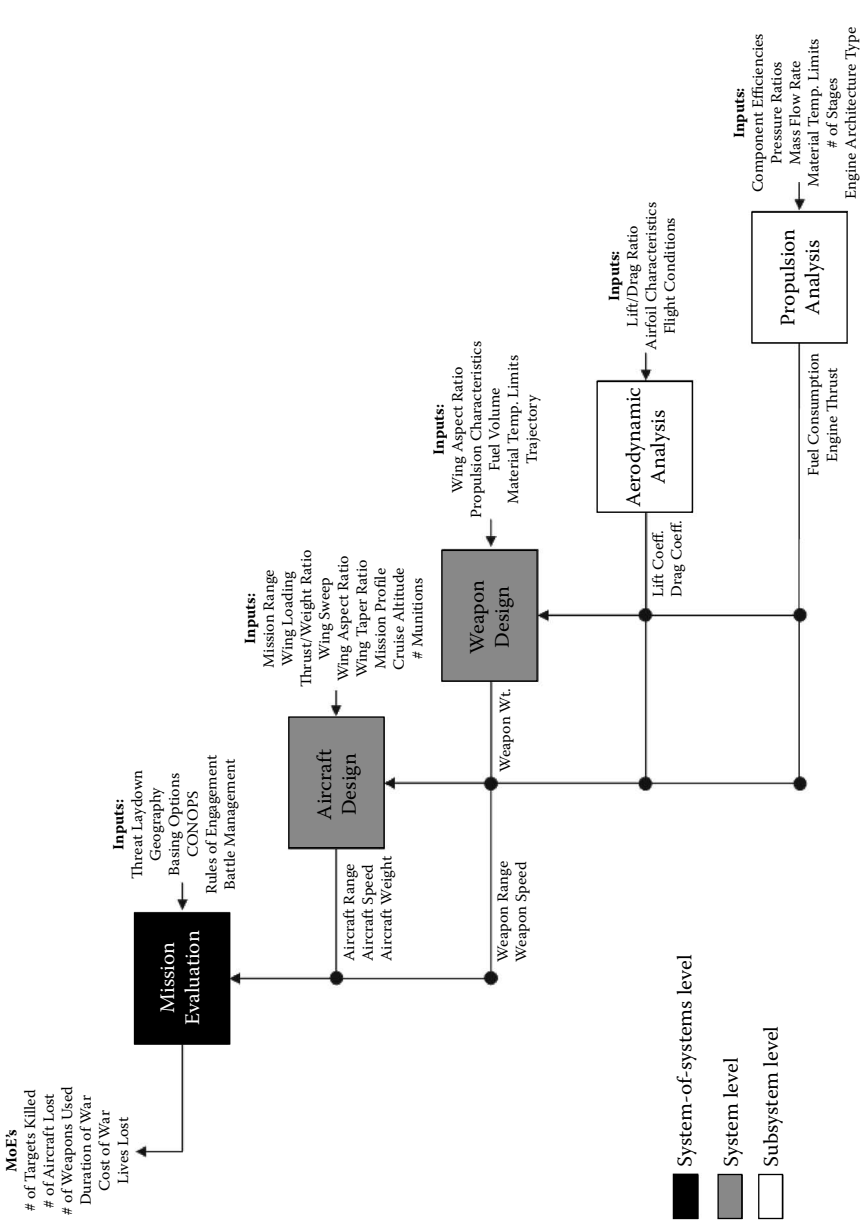 MoE's
# of Targets Killed
# of Aircraft Lost
# of Weapons Used
Duration of War
Cost of War
Lives Lost
Mission
Evaluation
Inputs:
Threat Laydown
Geography
Basing Options
CONOPS
Rules of Engagement
Battle Management
Aircraft Range
Aircraft Speed
Aircraft Weight
Aircraft
Design
Inputs:
Mission Range
Wing Loading
Thrust/Weight Ratio
Wing Sweep
Wing Aspect Ratio
Wing Taper Ratio
Mission Profile
Cruise Altitude
# Munitions
Weapon Range
Weapon Speed
Weapon Wt.
Weapon
Design
Inputs:
Wing Aspect Ratio
Propulsion Characteristics
Fuel Volume
Material Temp. Limits
Trajectory
Lift Coeff.
Drag Coeff.
Aerodynamic
Analysis
Inputs:
Lift/Drag Ratio
Airfoil Characteristics
Flight Conditions
Fuel Consumption
Engine Thrust
Propulsion
Analysis
Inputs:
Component Efficiencies
Pressure Ratios
Mass Flow Rate
Material Temp. Limits
# of Stages
Engine Architecture Type
System-of-systems level
System level
Subsystem level